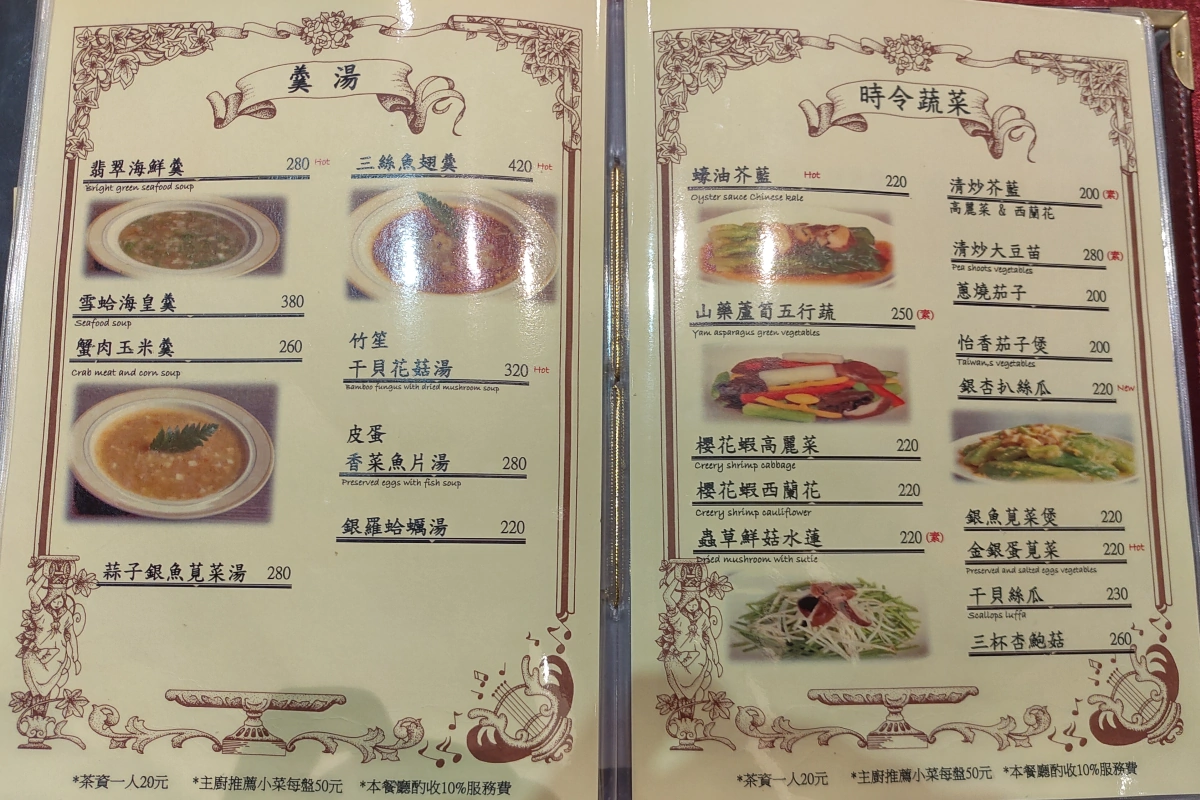 羹湯
翡翠海鮮羹 280 Hot
Bright green seafood soup
雪蛤海皇羹 380
Seafood soup
蟹肉玉米羹 260
Crab meat and corn soup
蒜子銀魚莧菜湯 280
三絲魚翅羹 420 Hot
竹笙
干貝花菇湯 320 Hot
Bamboo fungus with dried mushroom soup
皮蛋
香菜魚片湯 280
Preserved eggs with fish soup
銀羅蛤蠣湯 220
*茶資一人20元 *主廚推薦小菜每盤50元 *本餐廳酌收10%服務費
時令蔬菜
蠔油芥藍 Hot 220
Oyster sauce Chinese kale
山藥蘆筍五行蔬 250 (素)
Yam asparagus green vegetables
櫻花蝦高麗菜 220
Creery shrimp cabbage
櫻花蝦西蘭花 220
Creery shrimp cauliflower
蟲草鮮菇水蓮 220 (素)
Dried mushroom with sutie
清炒芥藍 200 (素)
高麗菜 & 西蘭花
清炒大豆苗 280 (素)
Pea shoots vegetables
蔥燒茄子 200
怡香茄子煲 200
Taiwan,s vegetables
銀杏扒絲瓜 220 New
銀魚莧菜煲 220
金銀蛋莧菜 220 Hot
Preserved and salted eggs vegetables
干貝絲瓜 230
Scallops luffa
三杯杏鮑菇 260
*茶資一人20元 *主廚推薦小菜每盤50元 *本餐廳酌收10%服務費